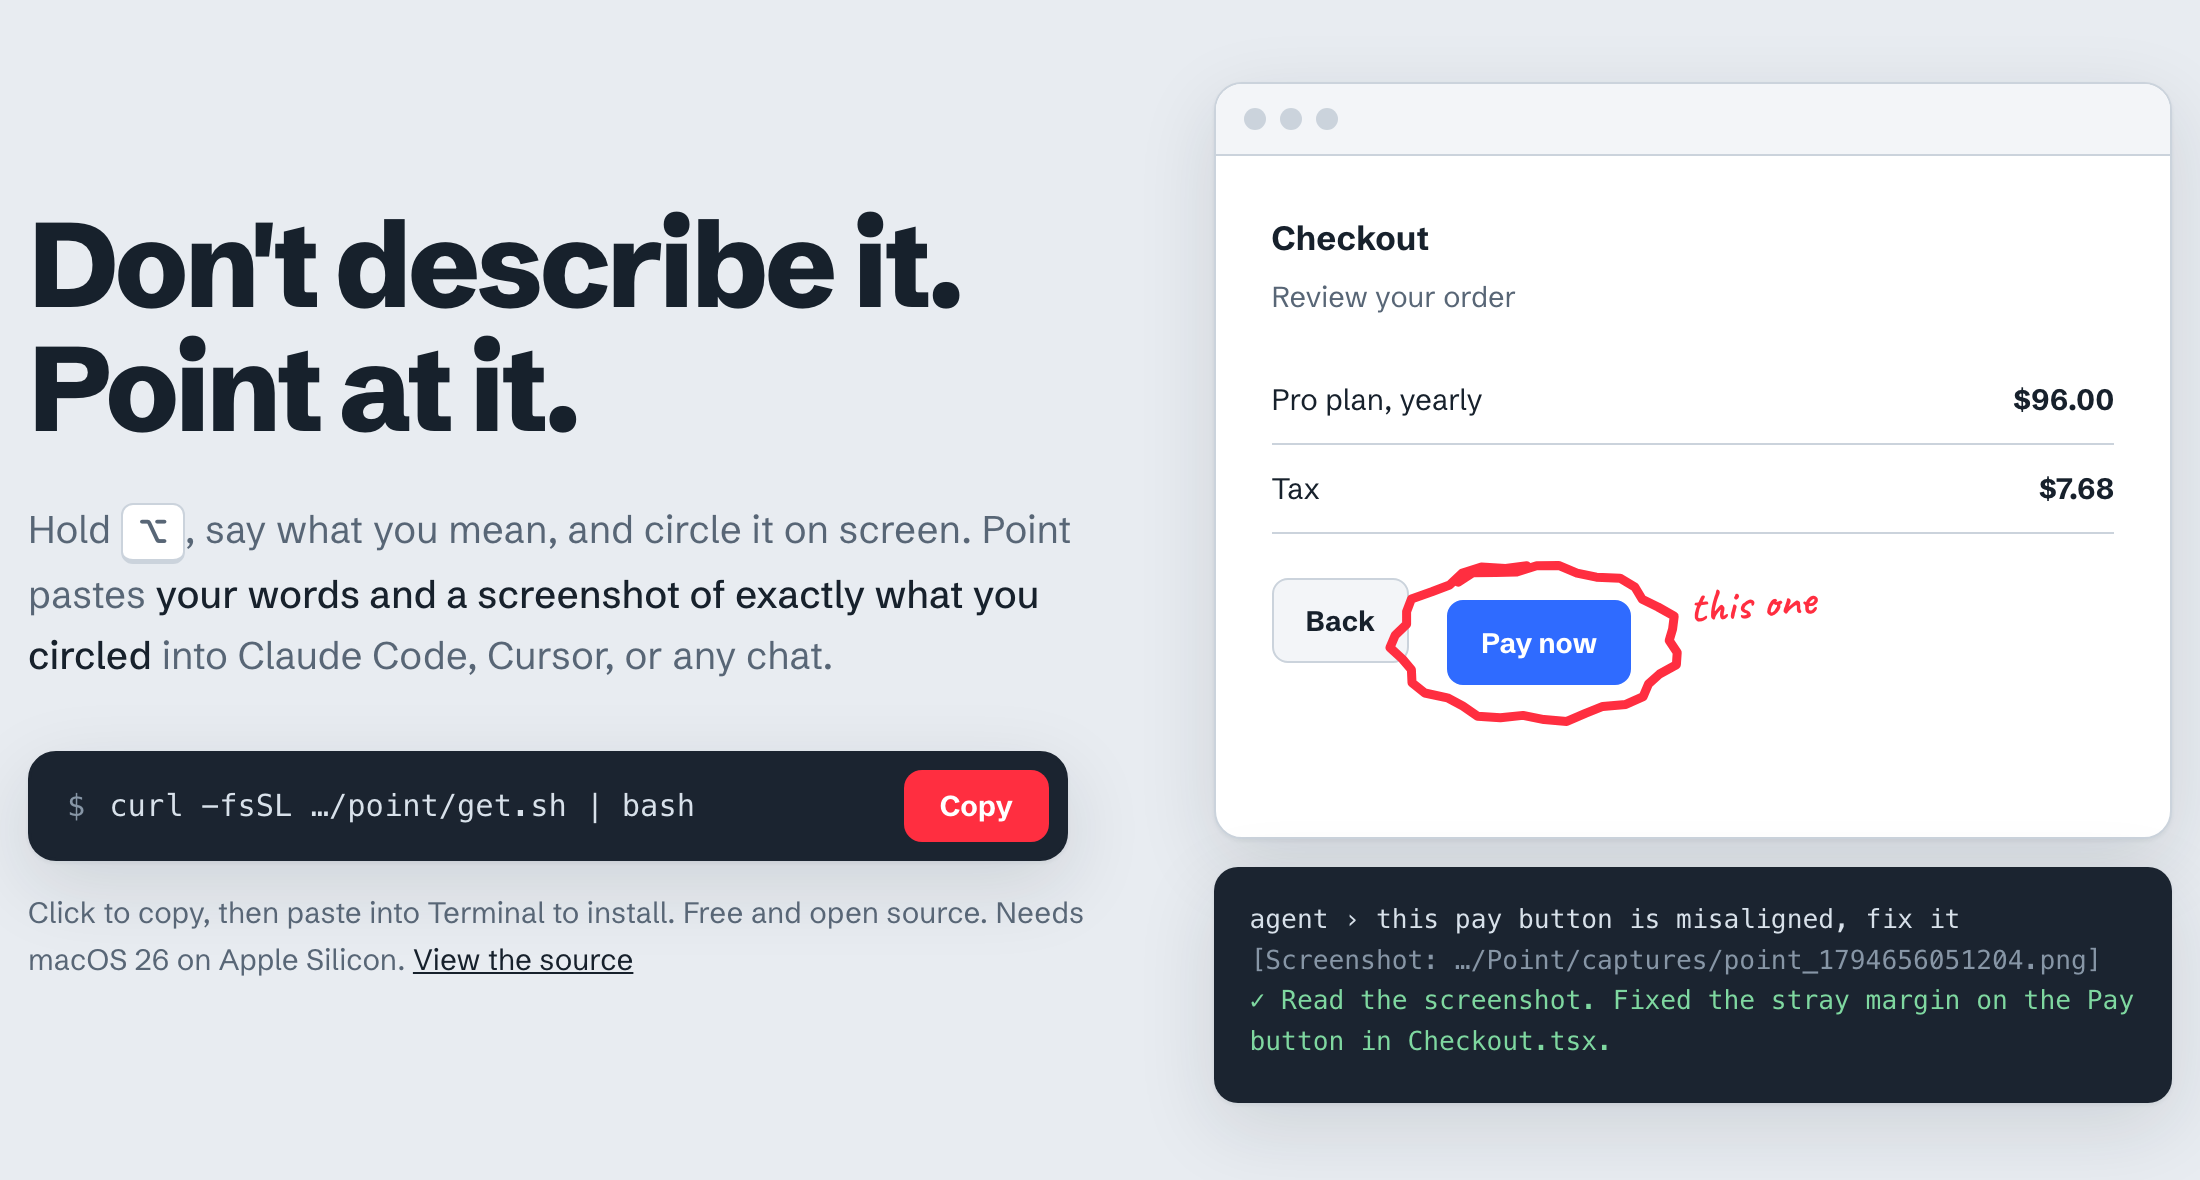 Don't describe it.
Point at it.
Hold ⌥, say what you mean, and circle it on screen. Point
pastes your words and a screenshot of exactly what you
circled into Claude Code, Cursor, or any chat.
$ curl -fsSL …/point/get.sh | bash
Copy
Click to copy, then paste into Terminal to install. Free and open source. Needs
macOS 26 on Apple Silicon. View the source
Checkout
Review your order
Pro plan, yearly $96.00
Tax $7.68
Back
Pay now
this one
agent › this pay button is misaligned, fix it
[Screenshot: …/Point/captures/point_1794656051204.png]
✓ Read the screenshot. Fixed the stray margin on the Pay
button in Checkout.tsx.